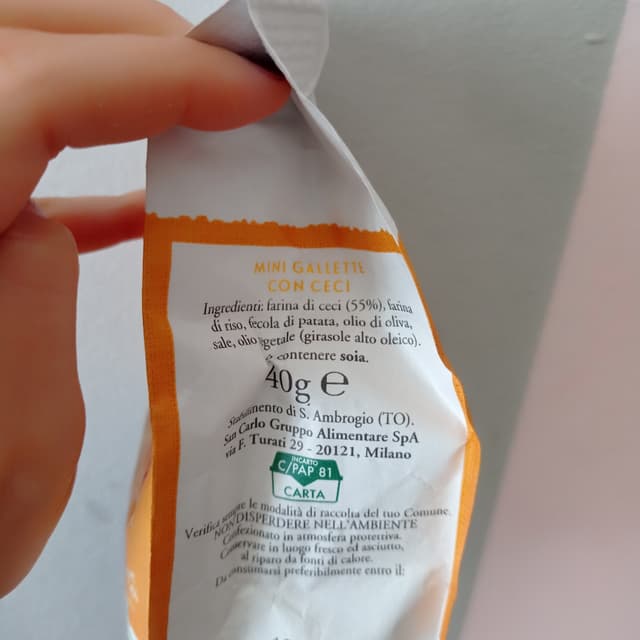 MINI GALLETTE
CON CECI
Ingredienti: farina di ceci (55%), farina
di riso, fecola di patata, olio di oliva,
sale, olio vegetale (girasole alto oleico).
contenere soia.
40g ℮
Stabilimento di S. Ambrogio (TO).
San Carlo Gruppo Alimentare SpA
via F. Turati 29 - 20121, Milano
INCARTO
C/PAP 81
CARTA
Verifica sempre le modalità di raccolta del tuo Comune.
NON DISPERDERE NELL'AMBIENTE
Confezionato in atmosfera protettiva.
Conservare in luogo fresco ed asciutto,
al riparo da fonti di calore.
Da consumarsi preferibilmente entro il: